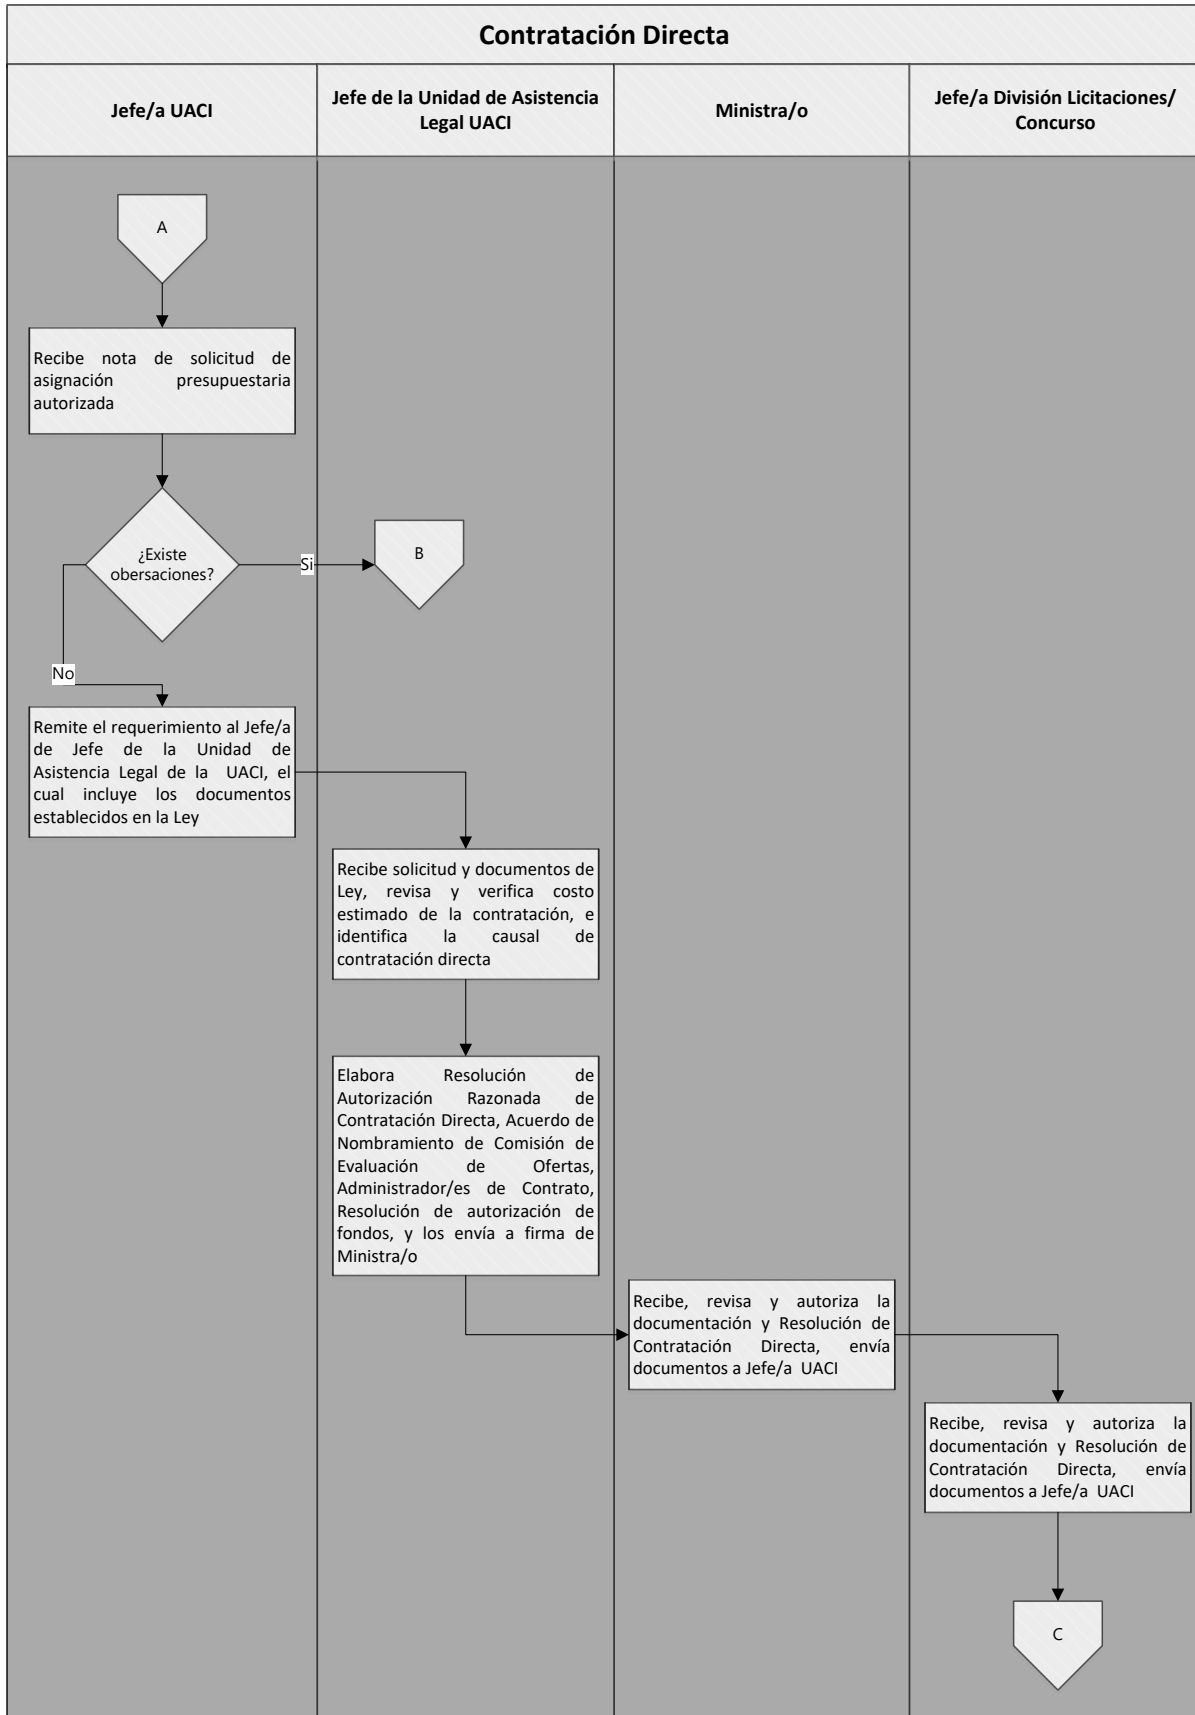 Contratación Directa
Jefe/a UACI
Jefe de la Unidad de Asistencia
Legal UACI
Ministra/o
Jefe/a División Licitaciones/
Concurso
A
Recibe nota de solicitud de
asignación presupuestaria
autorizada
¿Existe
obersaciones?
Si
B
No
Remite el requerimiento al Jefe/a
de Jefe de la Unidad de
Asistencia Legal de la UACI, el
cual incluye los documentos
establecidos en la Ley
Recibe solicitud y documentos de
Ley, revisa y verifica costo
estimado de la contratación, e
identifica la causal de
contratación directa
Elabora Resolución de
Autorización Razonada de
Contratación Directa, Acuerdo de
Nombramiento de Comisión de
Evaluación de Ofertas,
Administrador/es de Contrato,
Resolución de autorización de
fondos, y los envía a firma de
Ministra/o
Recibe, revisa y autoriza la
documentación y Resolución de
Contratación Directa, envía
documentos a Jefe/a UACI
Recibe, revisa y autoriza la
documentación y Resolución de
Contratación Directa, envía
documentos a Jefe/a UACI
C